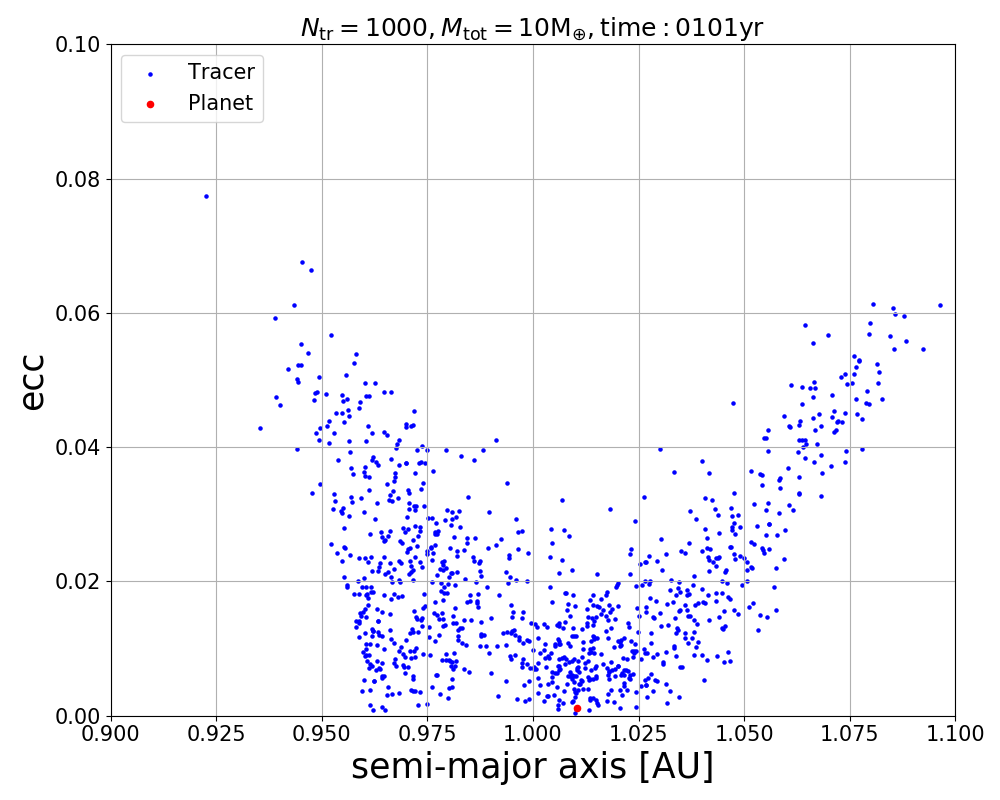 N_tr = 1000, M_tot = 10M_⊕, time : 0101yr
Tracer
Planet
ecc
0.10
0.08
0.06
0.04
0.02
0.00
0.900 0.925 0.950 0.975 1.000 1.025 1.050 1.075 1.100
semi-major axis [AU]